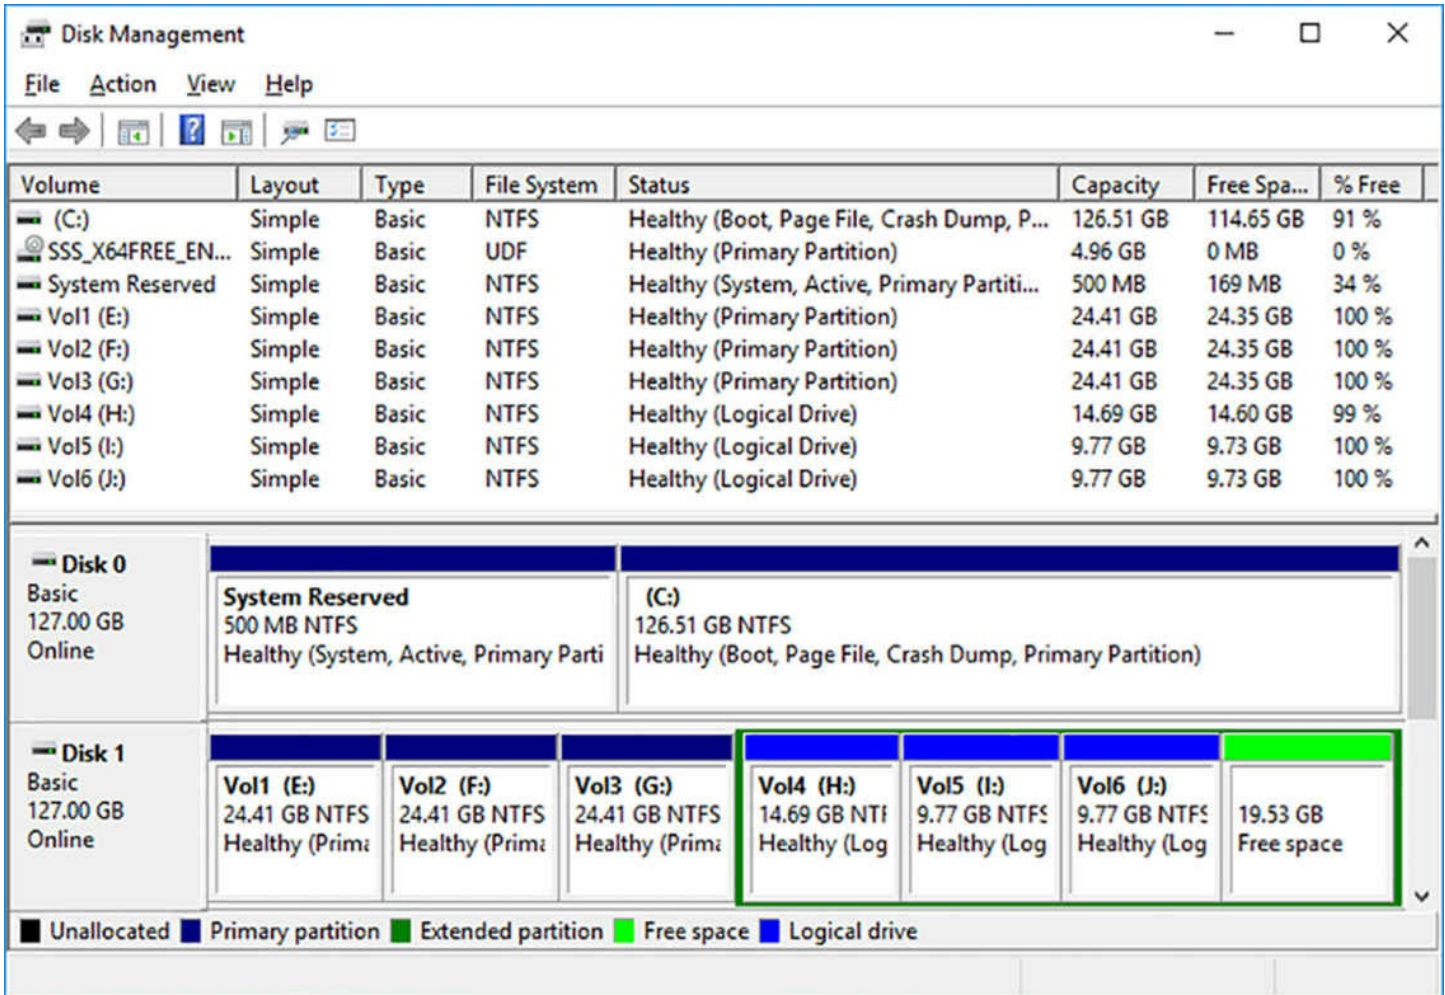 Disk Management
File Action View Help
Volume Layout Type File System Status Capacity Free Spa... % Free
(C:) Simple Basic NTFS Healthy (Boot, Page File, Crash Dump, P... 126.51 GB 114.65 GB 91 %
SSS_X64FREE_EN... Simple Basic UDF Healthy (Primary Partition) 4.96 GB 0 MB 0 %
System Reserved Simple Basic NTFS Healthy (System, Active, Primary Partiti... 500 MB 169 MB 34 %
Vol1 (E:) Simple Basic NTFS Healthy (Primary Partition) 24.41 GB 24.35 GB 100 %
Vol2 (F:) Simple Basic NTFS Healthy (Primary Partition) 24.41 GB 24.35 GB 100 %
Vol3 (G:) Simple Basic NTFS Healthy (Primary Partition) 24.41 GB 24.35 GB 100 %
Vol4 (H:) Simple Basic NTFS Healthy (Logical Drive) 14.69 GB 14.60 GB 99 %
Vol5 (I:) Simple Basic NTFS Healthy (Logical Drive) 9.77 GB 9.73 GB 100 %
Vol6 (J:) Simple Basic NTFS Healthy (Logical Drive) 9.77 GB 9.73 GB 100 %
Disk 0
Basic
127.00 GB
Online
System Reserved
500 MB NTFS
Healthy (System, Active, Primary Parti
(C:)
126.51 GB NTFS
Healthy (Boot, Page File, Crash Dump, Primary Partition)
Disk 1
Basic
127.00 GB
Online
Vol1 (E:)
24.41 GB NTFS
Healthy (Prima
Vol2 (F:)
24.41 GB NTFS
Healthy (Prima
Vol3 (G:)
24.41 GB NTFS
Healthy (Prima
Vol4 (H:)
14.69 GB NTF
Healthy (Log
Vol5 (I:)
9.77 GB NTFS
Healthy (Log
Vol6 (J:)
9.77 GB NTFS
Healthy (Log
19.53 GB
Free space
Unallocated Primary partition Extended partition Free space Logical drive